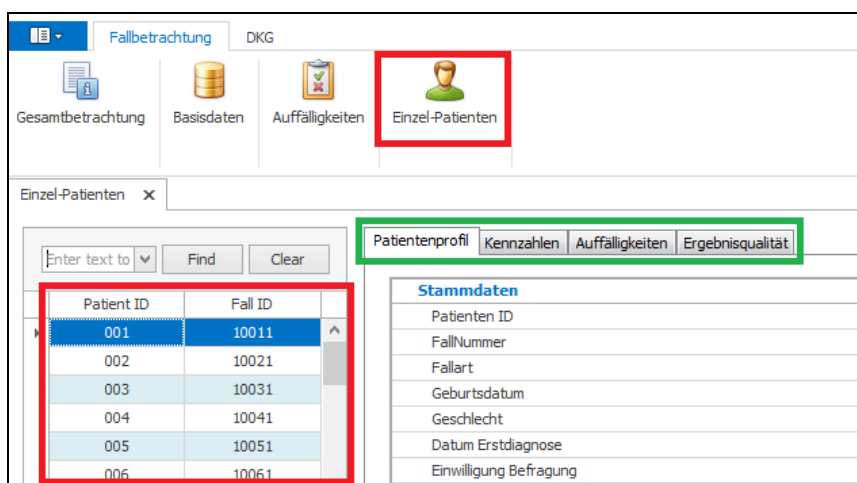 Fallbetrachtung DKG
Gesamtbetrachtung Basisdaten Auffälligkeiten Einzel-Patienten
Einzel-Patienten x
Enter text to Find Clear
Patient ID Fall ID
001 10011
002 10021
003 10031
004 10041
005 10051
006 10061
Patientenprofil Kennzahlen Auffälligkeiten Ergebnisqualität
Stammdaten
Patienten ID
FallNummer
Fallart
Geburtsdatum
Geschlecht
Datum Erstdiagnose
Einwilligung Befragung